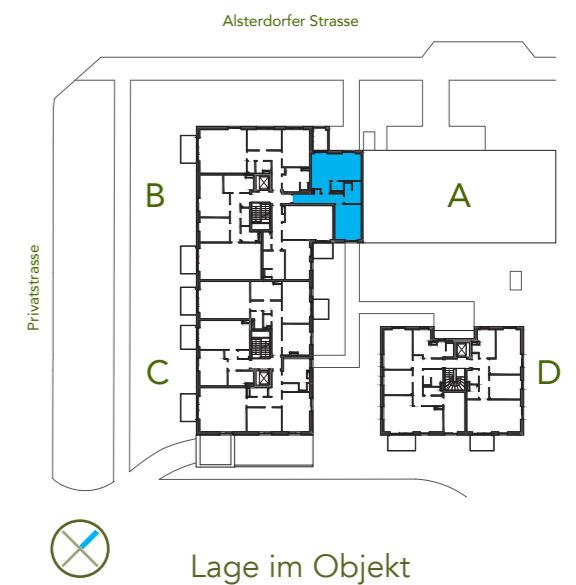 Alsterdorfer Strasse
B
A
Privatstrasse
C
D
Lage im Objekt